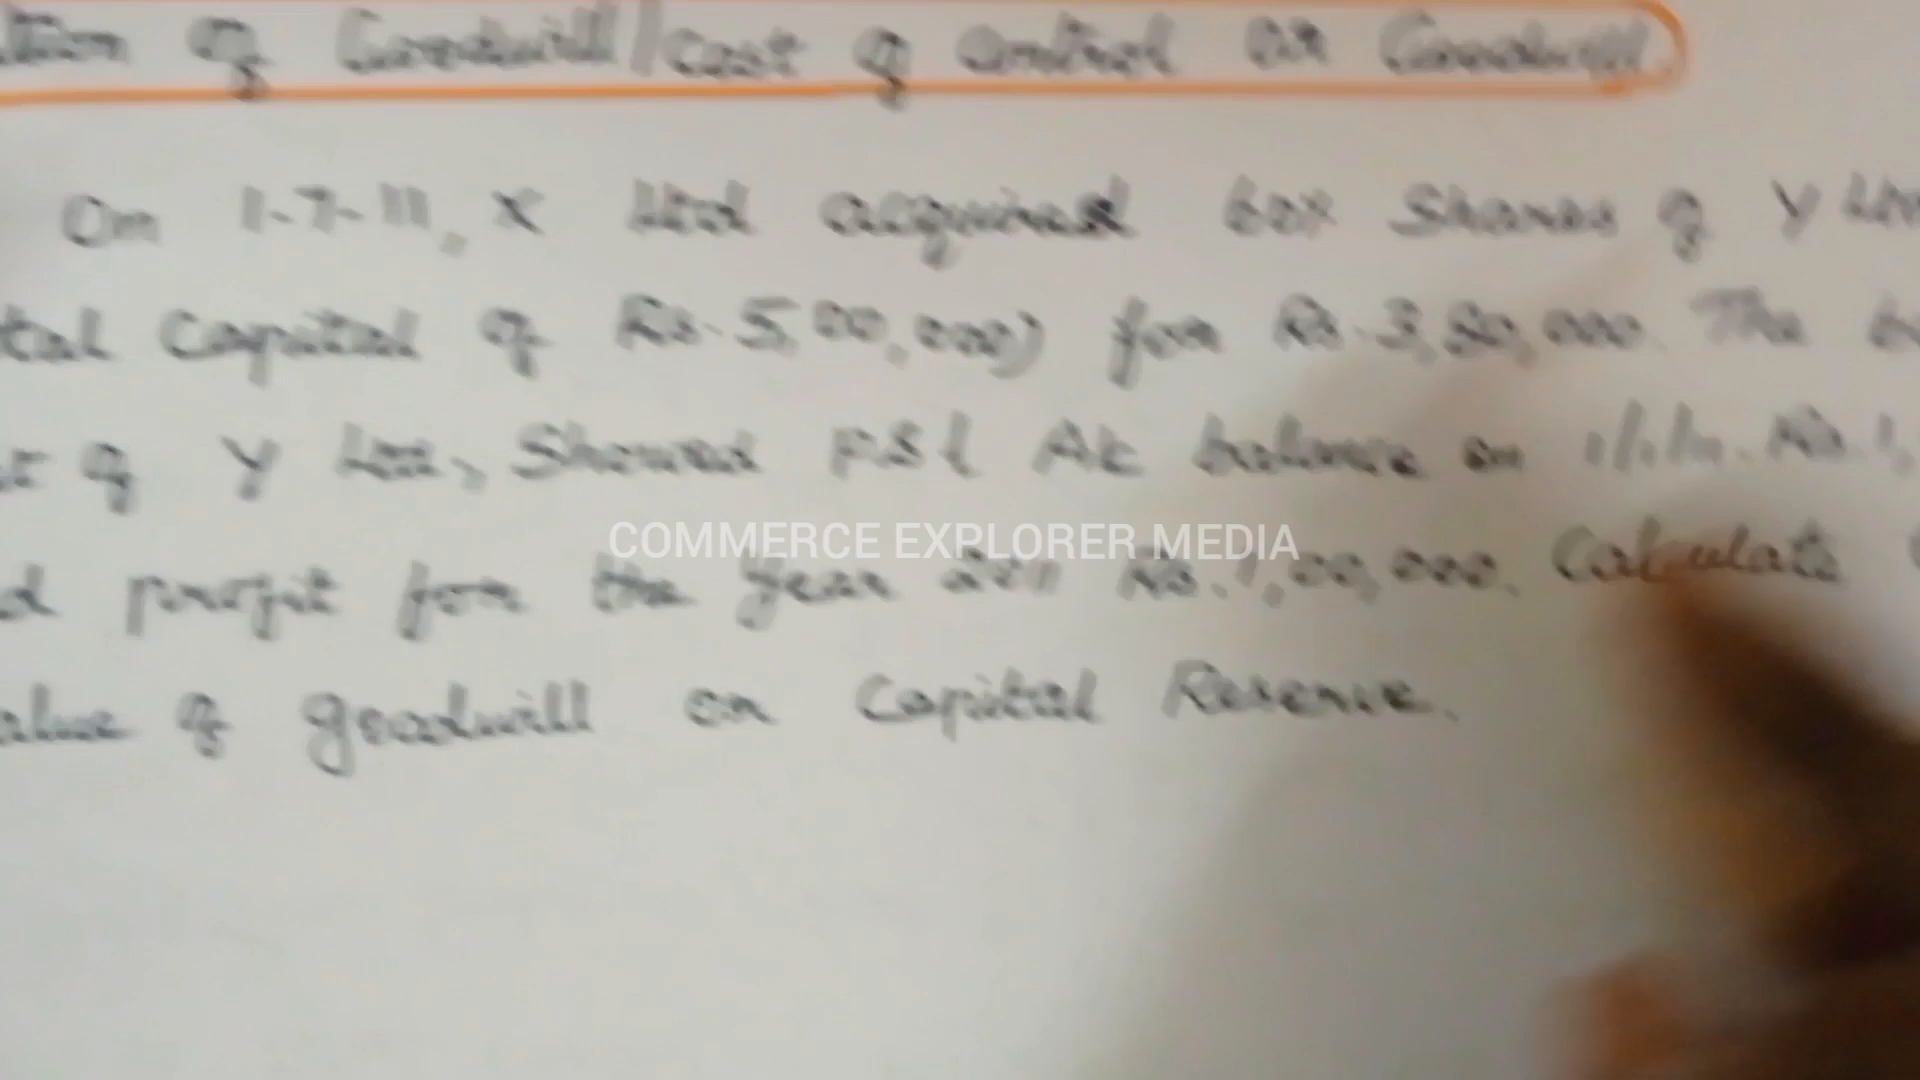 of Goodwill/Cost of Control or Goodwill
On 1-7-11, X Ltd acquired 60% Shares of Y
Capital of Rs. 5,00,000) for Rs. 3,50,000. The
of Y Ltd, Showed P&L A/c balance on 1/1/11. Rs. 1,
COMMERCE EXPLORER MEDIA
profit for the Year 2011 Rs. 1,00,000. Calculate
of goodwill or Capital Reserve.